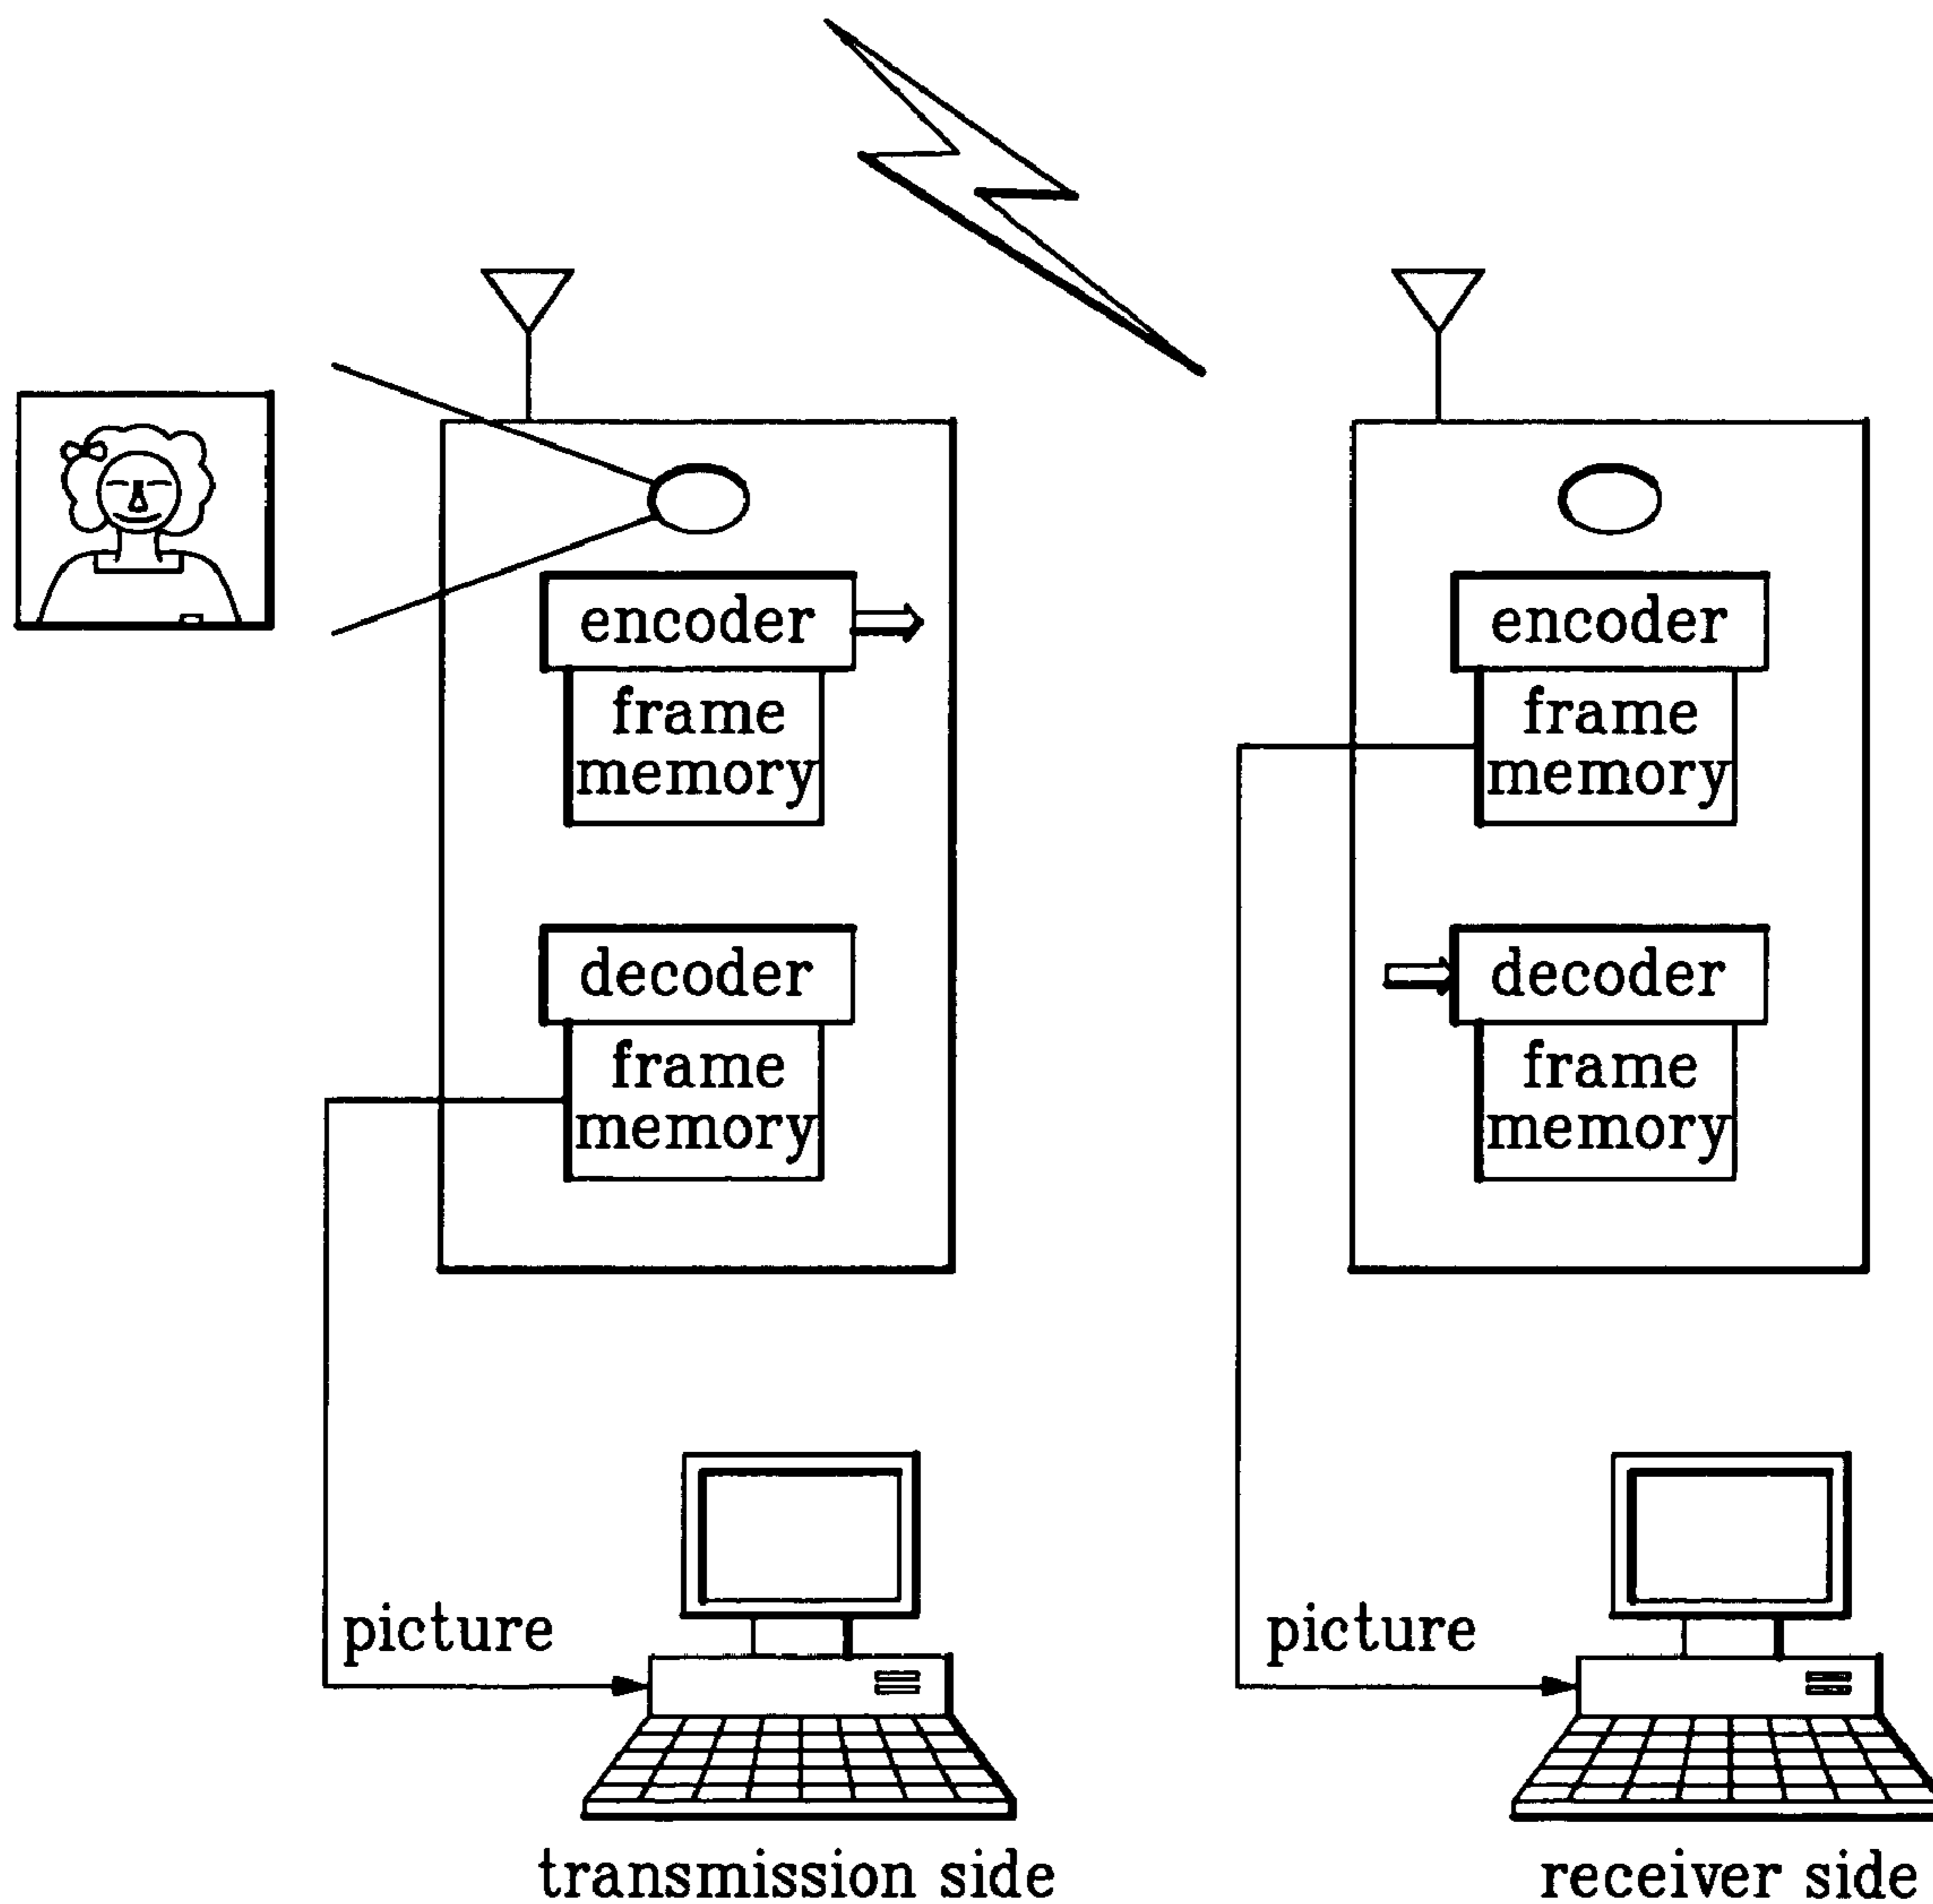 encoder
frame
memory
decoder
frame
memory
picture
transmission side
encoder
frame
memory
decoder
frame
memory
picture
receiver side